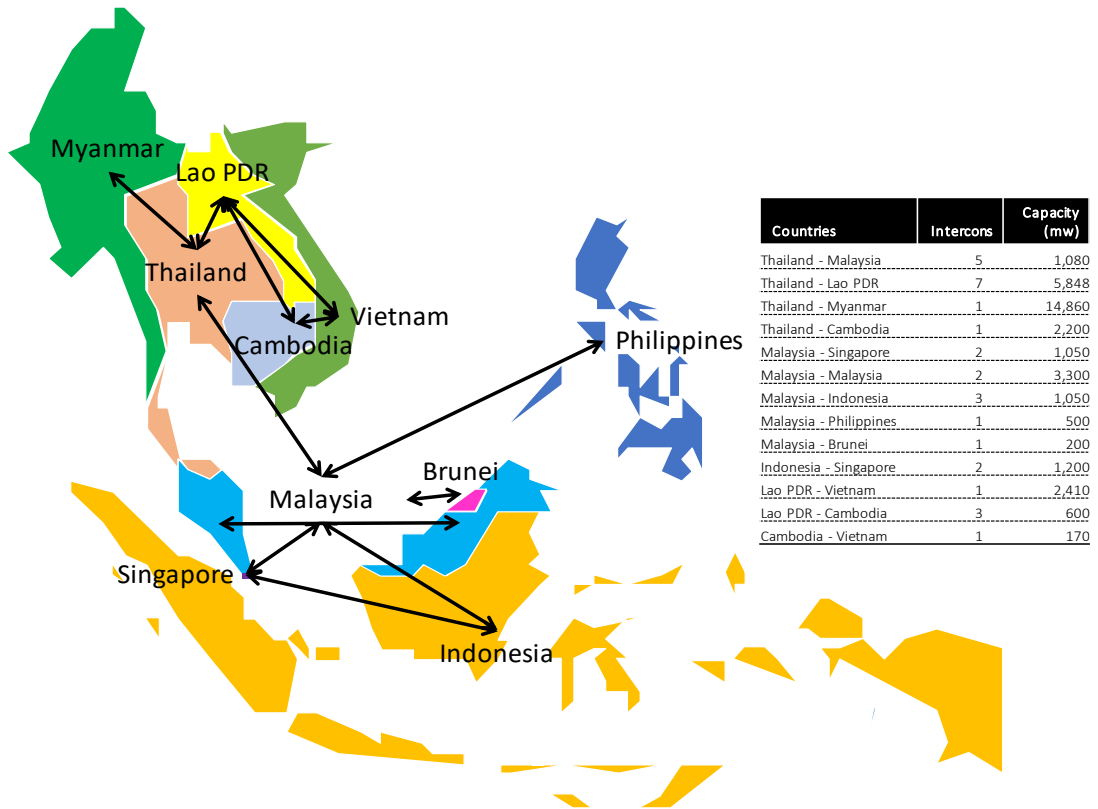 Myanmar
Lao PDR
Thailand
Vietnam
Cambodia
Philippines
Brunei
Malaysia
Singapore
Indonesia
Countries Intercons Capacity (mw)
Thailand - Malaysia 5 1,080
Thailand - Lao PDR 7 5,848
Thailand - Myanmar 1 14,860
Thailand - Cambodia 1 2,200
Malaysia - Singapore 2 1,050
Malaysia - Malaysia 2 3,300
Malaysia - Indonesia 3 1,050
Malaysia - Philippines 1 500
Malaysia - Brunei 1 200
Indonesia - Singapore 2 1,200
Lao PDR - Vietnam 1 2,410
Lao PDR - Cambodia 3 600
Cambodia - Vietnam 1 170